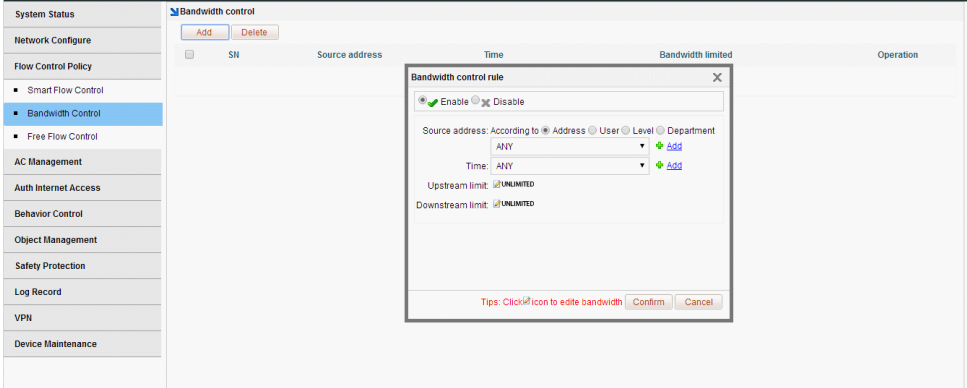 System Status
Network Configure
Flow Control Policy
Smart Flow Control
Bandwidth Control
Free Flow Control
AC Management
Auth Internet Access
Behavior Control
Object Management
Safety Protection
Log Record
VPN
Device Maintenance
Bandwidth control
Add Delete
SN Source address Time Bandwidth limited Operation
Bandwidth control rule
Enable Disable
Source address: According to Address User Level Department
ANY Add
Time: ANY Add
Upstream limit: UNLIMITED
Downstream limit: UNLIMITED
Tips: Click icon to edite bandwidth Confirm Cancel